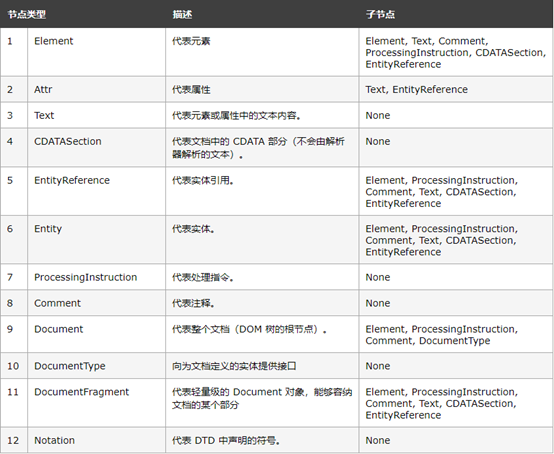 节点类型 描述 子节点
1 Element 代表元素 Element, Text, Comment,
ProcessingInstruction, CDATASection,
EntityReference
2 Attr 代表属性 Text, EntityReference
3 Text 代表元素或属性中的文本内容。 None
4 CDATASection 代表文档中的 CDATA 部分（不会由解析 None
器解析的文本）。
5 EntityReference 代表实体引用。 Element, ProcessingInstruction,
Comment, Text, CDATASection,
EntityReference
6 Entity 代表实体。 Element, ProcessingInstruction,
Comment, Text, CDATASection,
EntityReference
7 ProcessingInstruction 代表处理指令。 None
8 Comment 代表注释。 None
9 Document 代表整个文档（DOM 树的根节点）。 Element, ProcessingInstruction,
Comment, DocumentType
10 DocumentType 向为文档定义的实体提供接口 None
11 DocumentFragment 代表轻量级的 Document 对象，能够容纳 Element, ProcessingInstruction,
文档的某个部分 Comment, Text, CDATASection,
EntityReference
12 Notation 代表 DTD 中声明的符号。 None